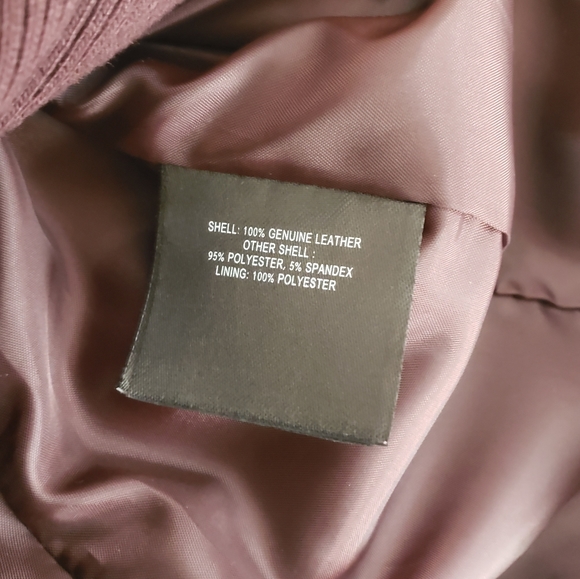 SHELL: 100% GENUINE LEATHER
OTHER SHELL :
95% POLYESTER, 5% SPANDEX
LINING: 100% POLYESTER